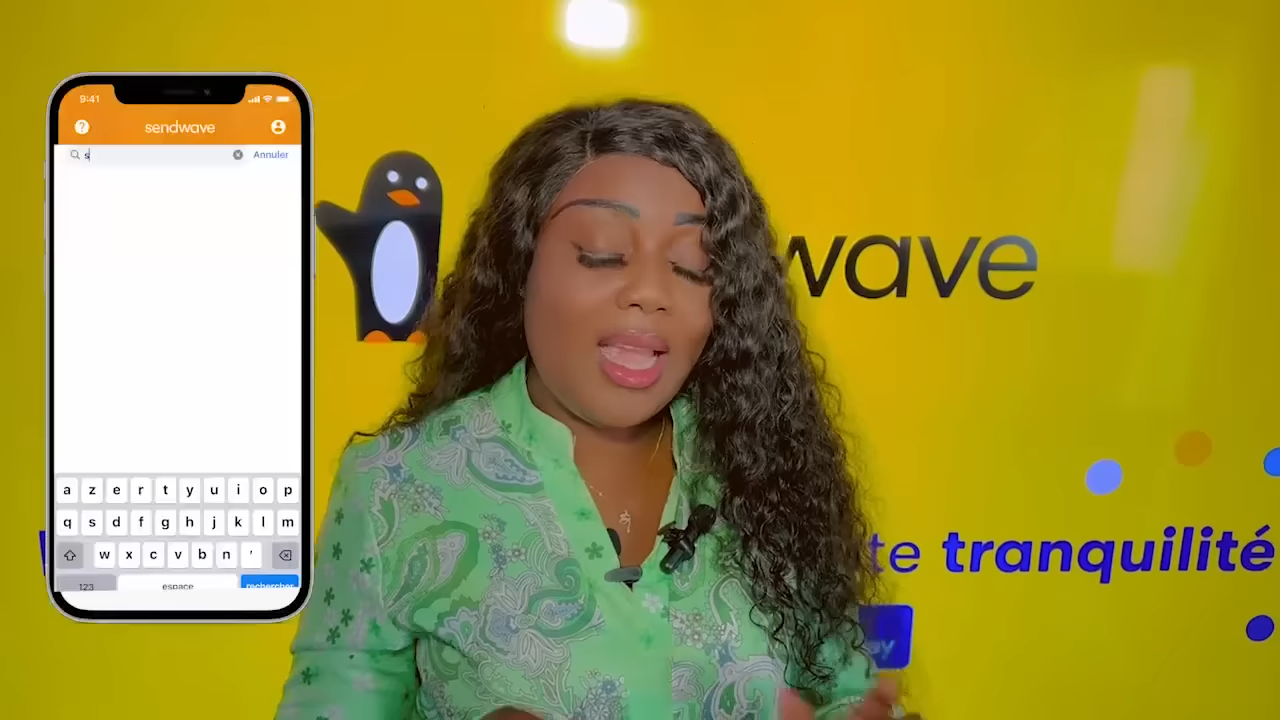 9:41
sendwave
s
Annuler
a z e r t y u i o p
q s d f g h j k l m
w x c v b n '
123 espace rechercher
wave
te tranquilité